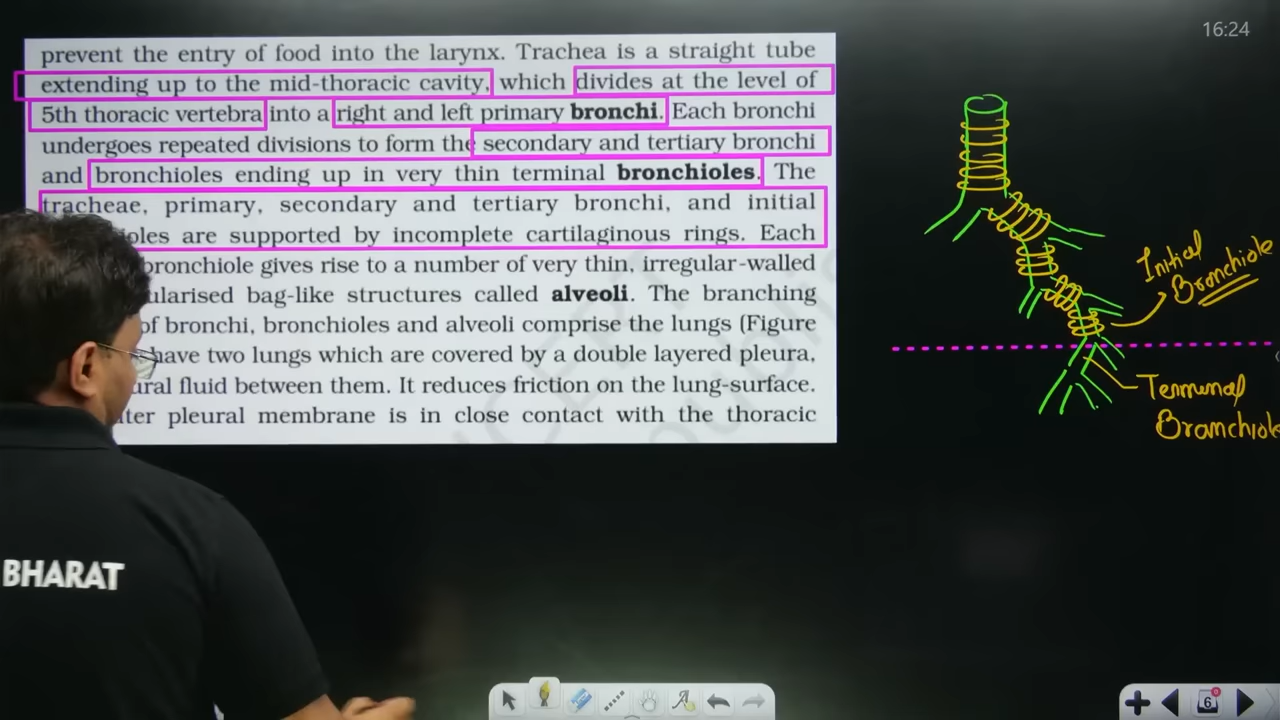 16:24
prevent the entry of food into the larynx. Trachea is a straight tube
extending up to the mid-thoracic cavity, which divides at the level of
5th thoracic vertebra into a right and left primary bronchi. Each bronchi
undergoes repeated divisions to form the secondary and tertiary bronchi
and bronchioles ending up in very thin terminal bronchioles. The
tracheae, primary, secondary and tertiary bronchi, and initial
oles are supported by incomplete cartilaginous rings. Each
bronchiole gives rise to a number of very thin, irregular-walled
ularised bag-like structures called alveoli. The branching
of bronchi, bronchioles and alveoli comprise the lungs (Figure
have two lungs which are covered by a double layered pleura,
ural fluid between them. It reduces friction on the lung-surface.
ter pleural membrane is in close contact with the thoracic
Initial
Bronchiole
Terminal
Bronchiole
BHARAT
6